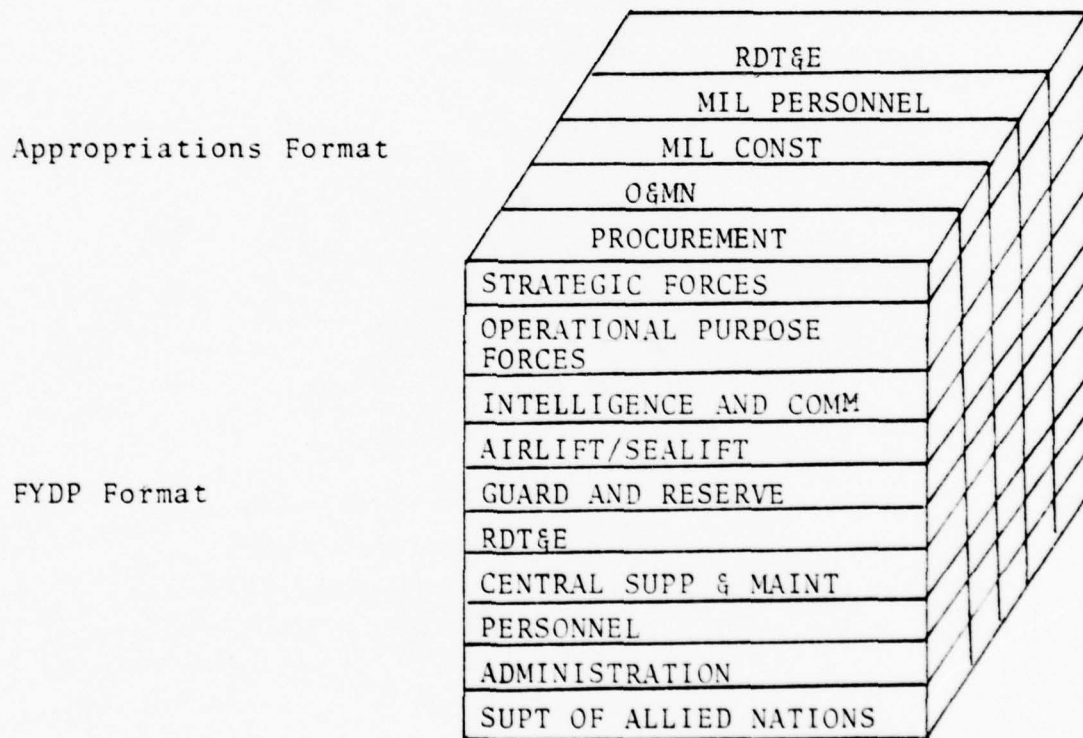 RDT&E
MIL PERSONNEL
Appropriations Format
MIL CONST
O&MN
PROCUREMENT
STRATEGIC FORCES
OPERATIONAL PURPOSE
FORCES
INTELLIGENCE AND COMM
AIRLIFT/SEALIFT
FYDP Format
GUARD AND RESERVE
RDT&E
CENTRAL SUPP & MAINT
PERSONNEL
ADMINISTRATION
SUPT OF ALLIED NATIONS